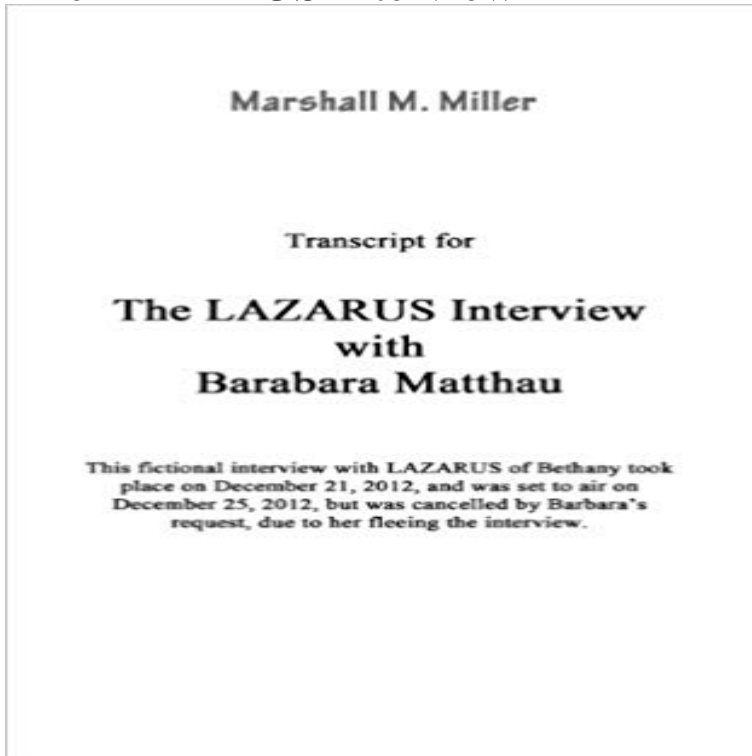 Marshall M. Miller
Transcript for
The LAZARUS Interview
with
Barabara Matthau
This fictional interview with LAZARUS of Bethany took
place on December 21, 2012, and was set to air on
December 25, 2012, but was cancelled by Barbara's
request, due to her fleeing the interview.